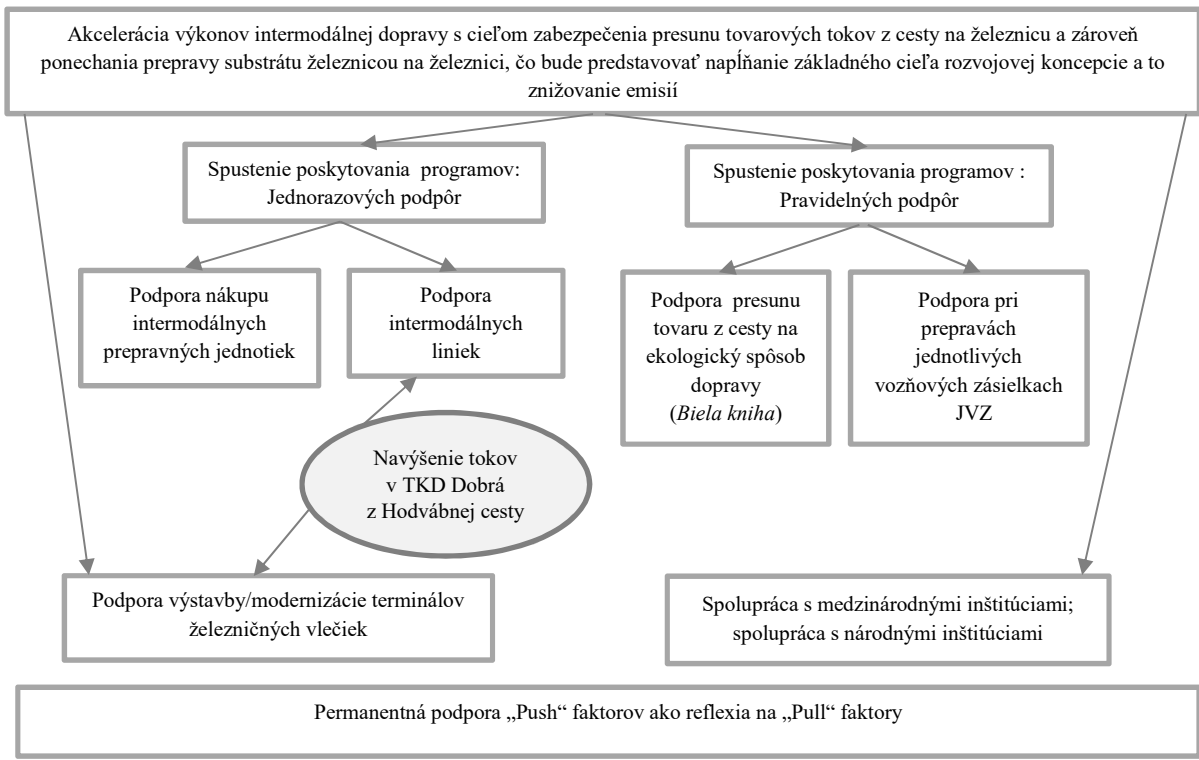 Akcelerácia výkonov intermodálnej dopravy s cieľom zabezpečenia presunu tovarových tokov z cesty na železnicu a zároveň
ponechania prepravy substrátu železnicou na železnici, čo bude predstavovať napĺňanie základného cieľa rozvojovej koncepcie a to
znižovanie emisií
Spustenie poskytovania programov:
Jednorazových podpôr
Spustenie poskytovania programov :
Pravidelných podpôr
Podpora nákupu
intermodálnych
prepravných jednotiek
Podpora
intermodálnych
liniek
Podpora presunu
tovaru z cesty na
ekologický spôsob
dopravy
(Biela kniha)
Podpora pri
prepravách
jednotlivých
vozňových zásielkach
JVZ
Navýšenie tokov
v TKD Dobrá
z Hodvábnej cesty
Podpora výstavby/modernizácie terminálov
železničných vlečiek
Spolupráca s medzinárodnými inštitúciami;
spolupráca s národnými inštitúciami
Permanentná podpora „Push“ faktorov ako reflexia na „Pull“ faktory